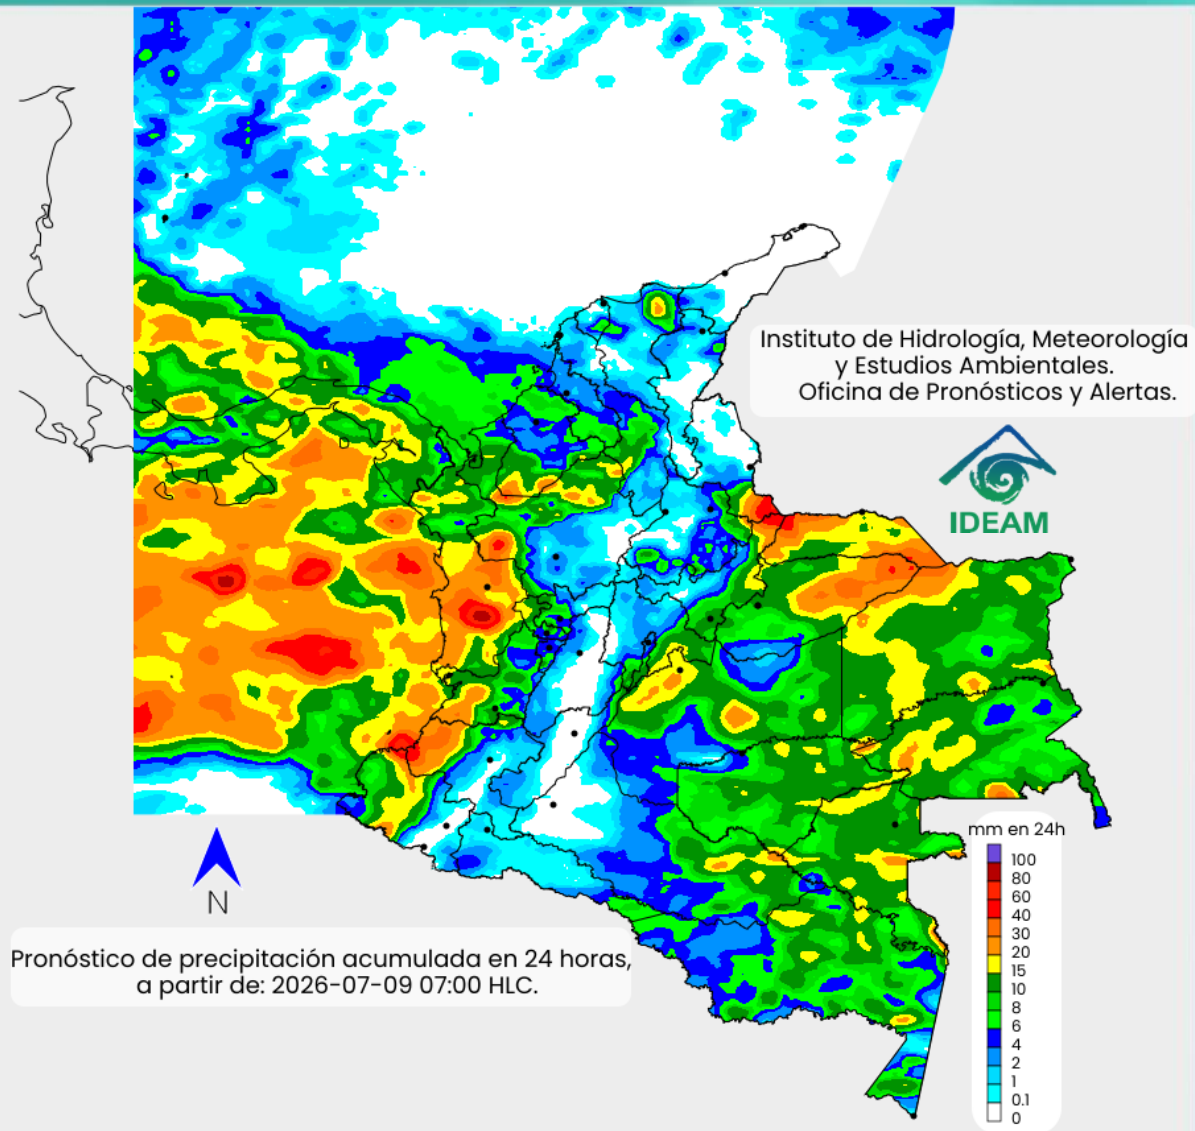 Instituto de Hidrología, Meteorología
y Estudios Ambientales.
Oficina de Pronósticos y Alertas.
IDEAM
N
Pronóstico de precipitación acumulada en 24 horas,
a partir de: 2026-07-09 07:00 HLC.
mm en 24h
100
80
60
40
30
20
15
10
8
6
4
2
1
0.1
0